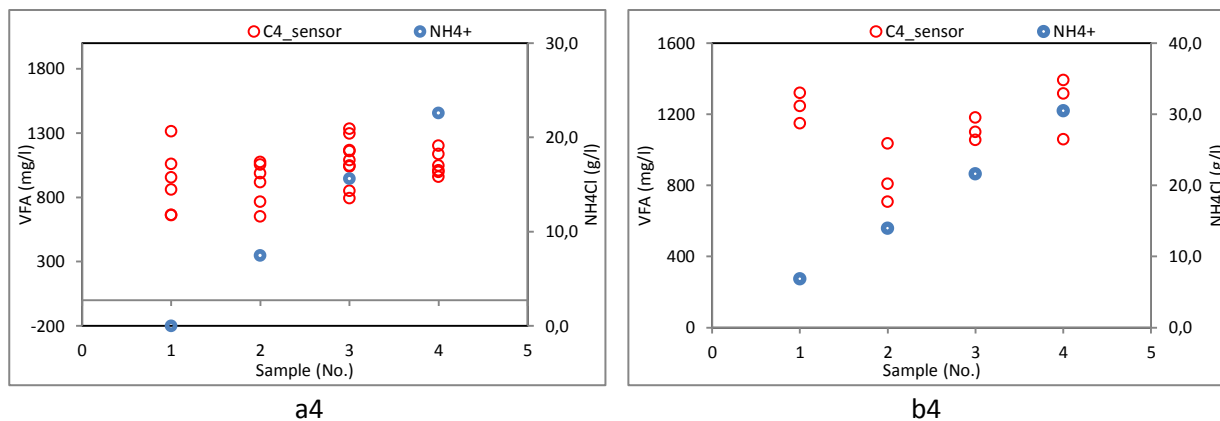 C4_sensor NH4+
1800
1300
800
300
-200
VFA (mg/l)
30,0
20,0
10,0
0,0
NH4Cl (g/l)
0 1 2 3 4 5
Sample (No.)
a4
C4_sensor NH4+
1600
1200
800
400
0
VFA (mg/l)
40,0
30,0
20,0
10,0
0,0
NH4Cl (g/l)
0 1 2 3 4 5
Sample (No.)
b4